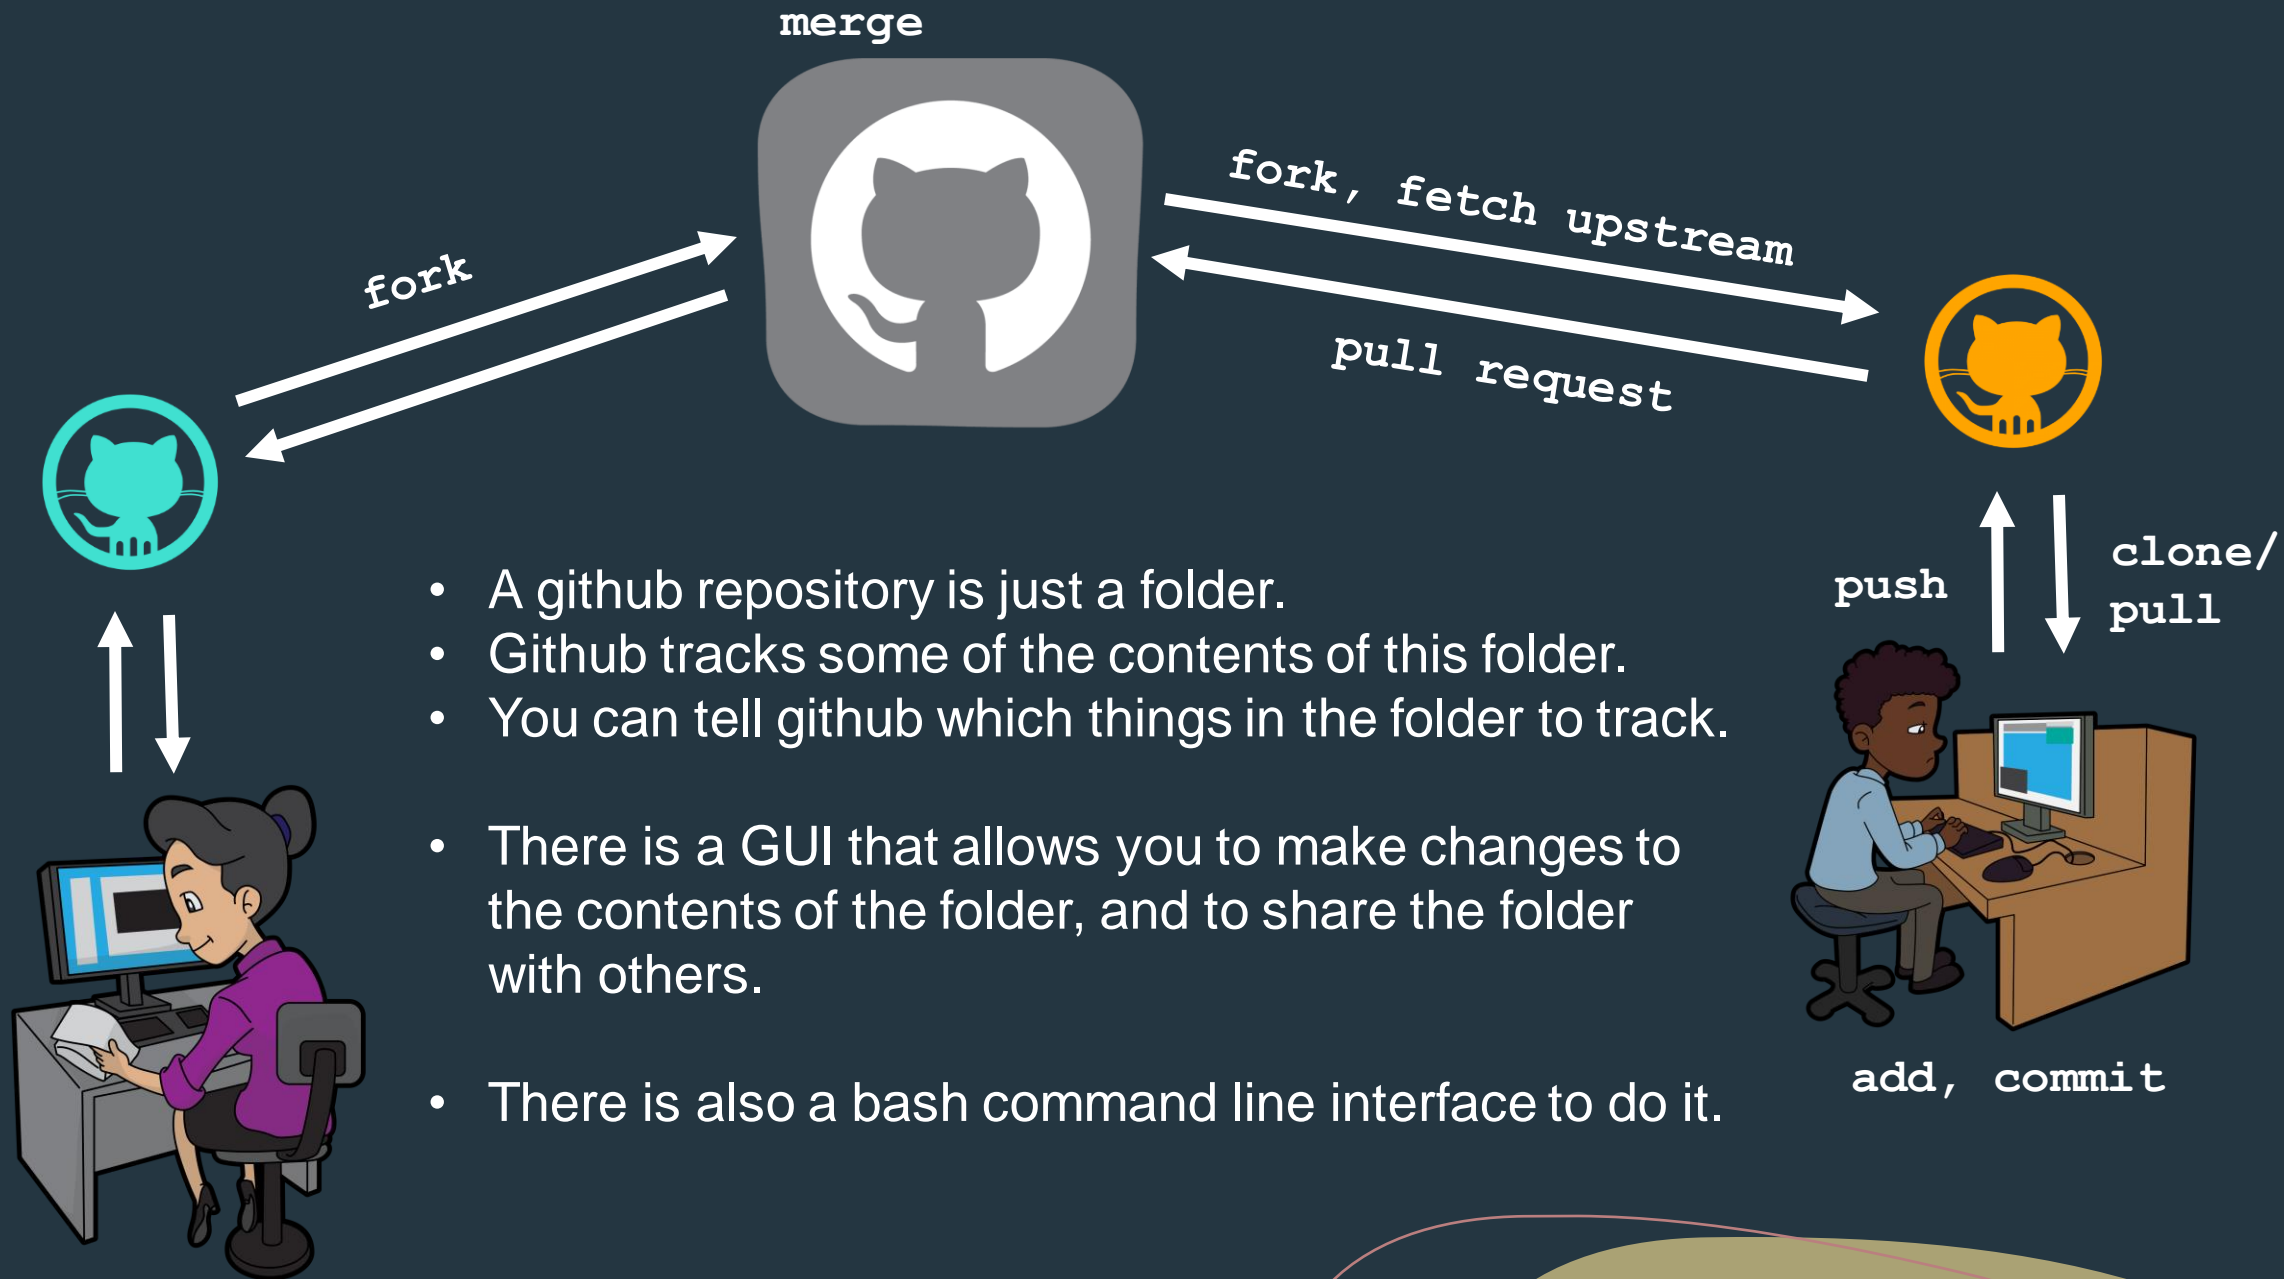 merge
fork, fetch upstream
fork
pull request
clone/
pull
push
• A github repository is just a folder.
• Github tracks some of the contents of this folder.
• You can tell github which things in the folder to track.
• There is a GUI that allows you to make changes to
the contents of the folder, and to share the folder
with others.
• There is also a bash command line interface to do it.
add, commit